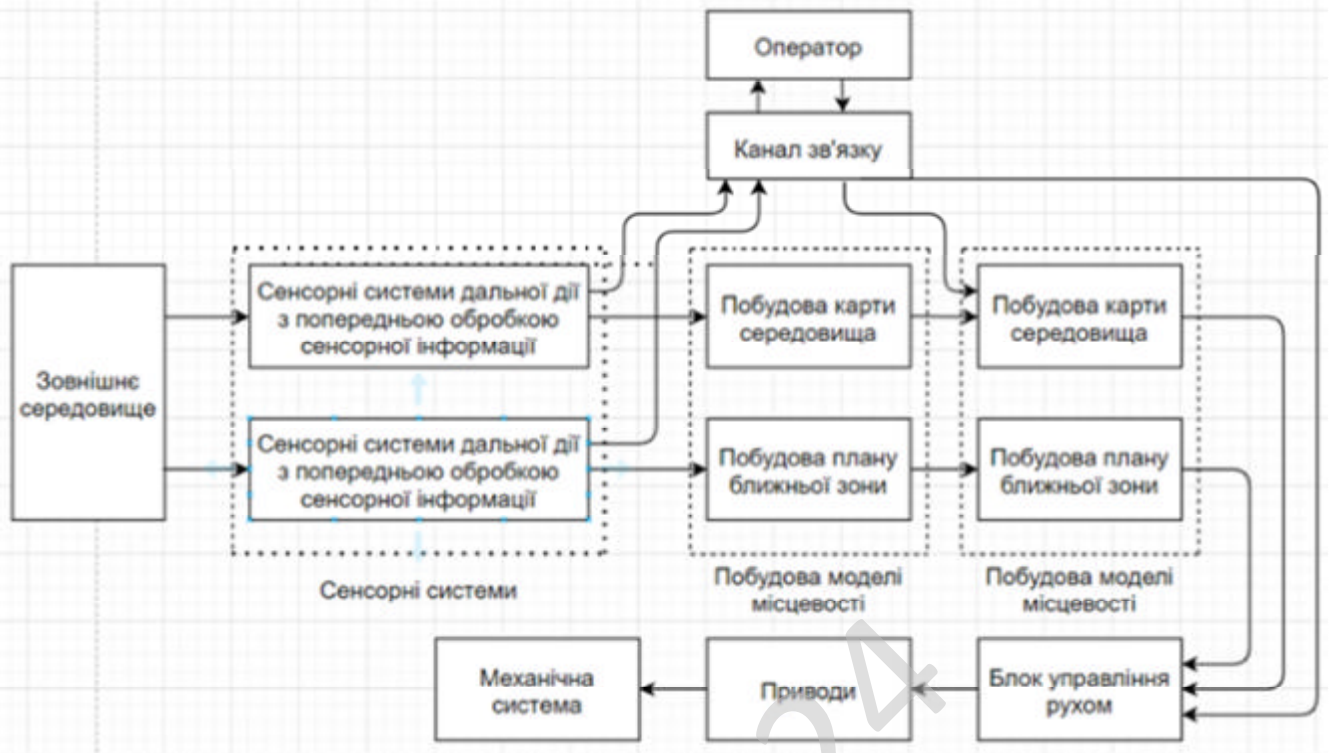 Оператор
Канал зв'язку
Зовнішнє
середовище
Сенсорні системи дальної дії
з попередньою обробкою
сенсорної інформації
Побудова карти
середовища
Побудова карти
середовища
Сенсорні системи дальної дії
з попередньою обробкою
сенсорної інформації
Побудова плану
ближньої зони
Побудова плану
ближньої зони
Сенсорні системи
Побудова моделі
місцевості
Побудова моделі
місцевості
Механічна
система
Приводи
Блок управління
рухом